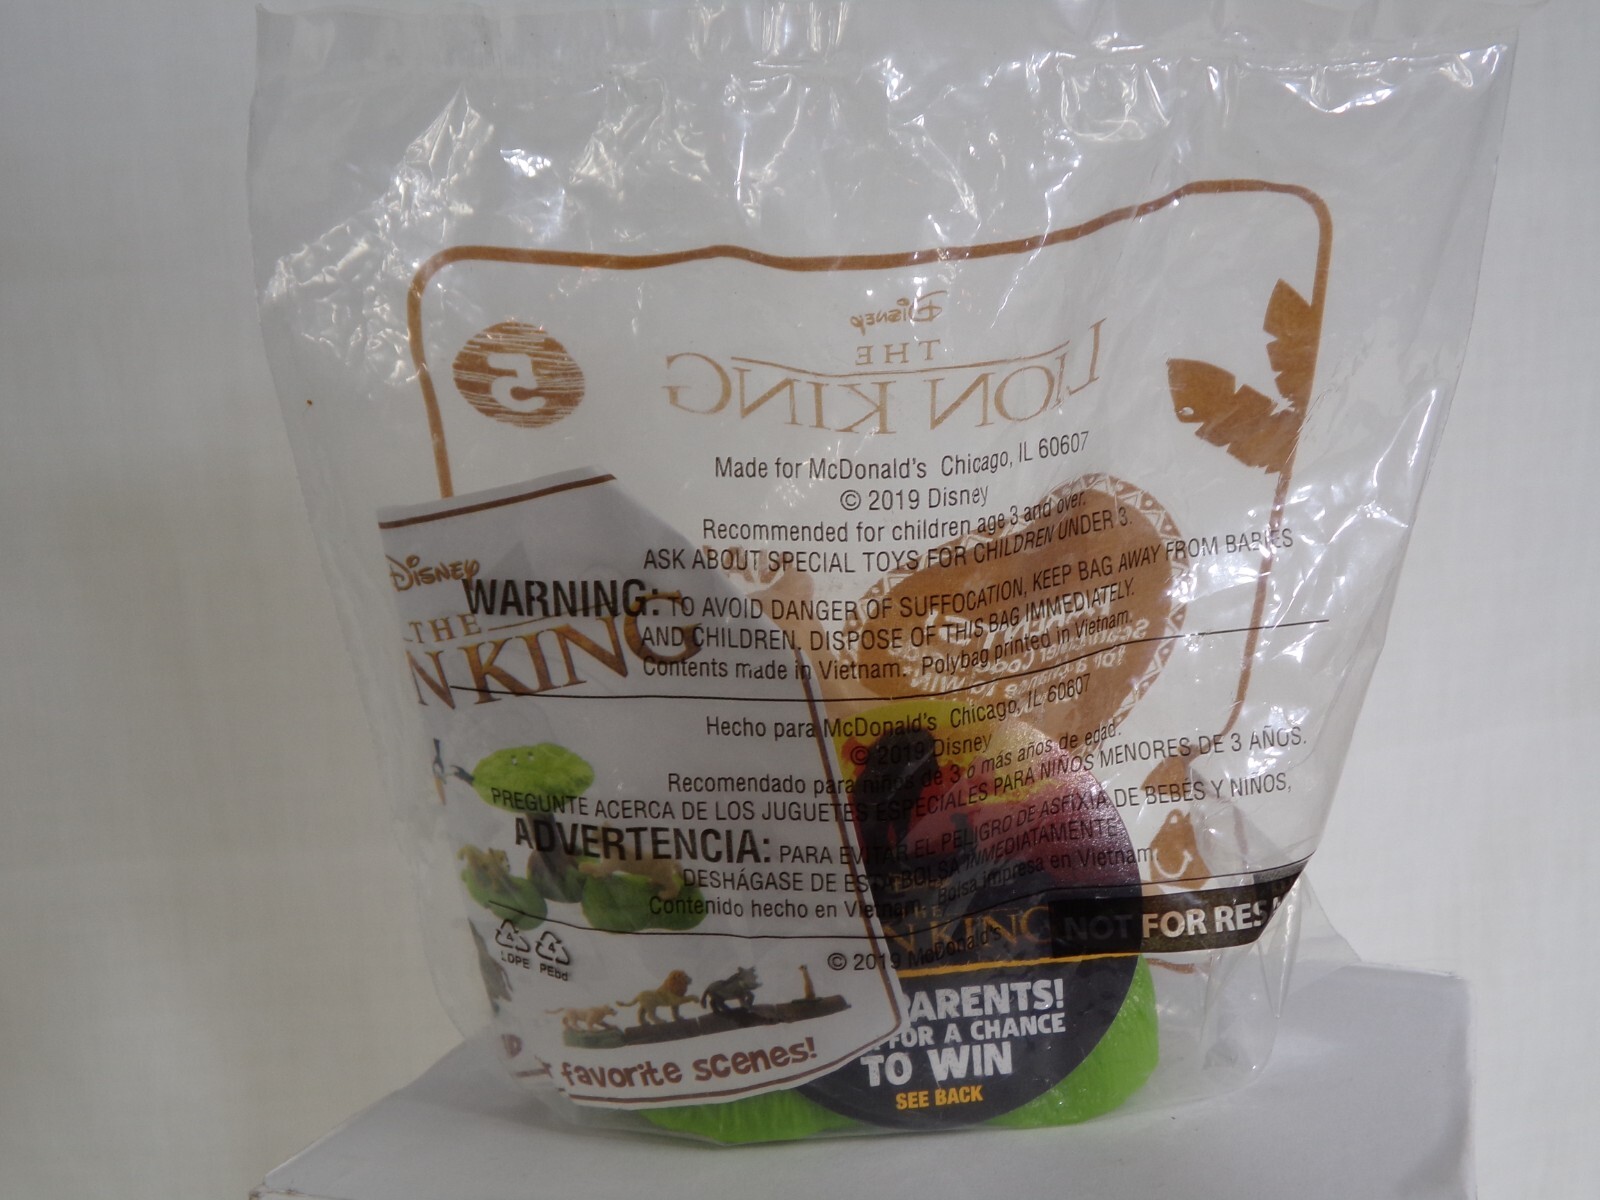 Disney
THE
LION KING
5
Made for McDonald's Chicago, IL 60607
© 2019 Disney
Recommended for children age 3 and over.
ASK ABOUT SPECIAL TOYS FOR CHILDREN UNDER 3.
WARNING: TO AVOID DANGER OF SUFFOCATION, KEEP BAG AWAY FROM BABIES
AND CHILDREN. DISPOSE OF THIS BAG IMMEDIATELY.
Contents made in Vietnam. Polybag printed in Vietnam.
Hecho para McDonald's Chicago, IL 60607
© 2019 Disney
Recomendado para niños de 3 o más años de edad.
PREGUNTE ACERCA DE LOS JUGUETES ESPECIALES PARA NIÑOS MENORES DE 3 AÑOS.
ADVERTENCIA: PARA EVITAR EL PELIGRO DE ASFIXIA DE BEBÉS Y NIÑOS,
DESHÁGASE DE ESTA BOLSA INMEDIATAMENTE
Contenido hecho en Vietnam. Bolsa impresa en Vietnam
© 2019 McDonald's
4 4
LDPE PEbd
Disney
THE
N KING
favorite scenes!
N KING
NOT FOR RESA
PARENTS!
FOR A CHANCE
TO WIN
SEE BACK